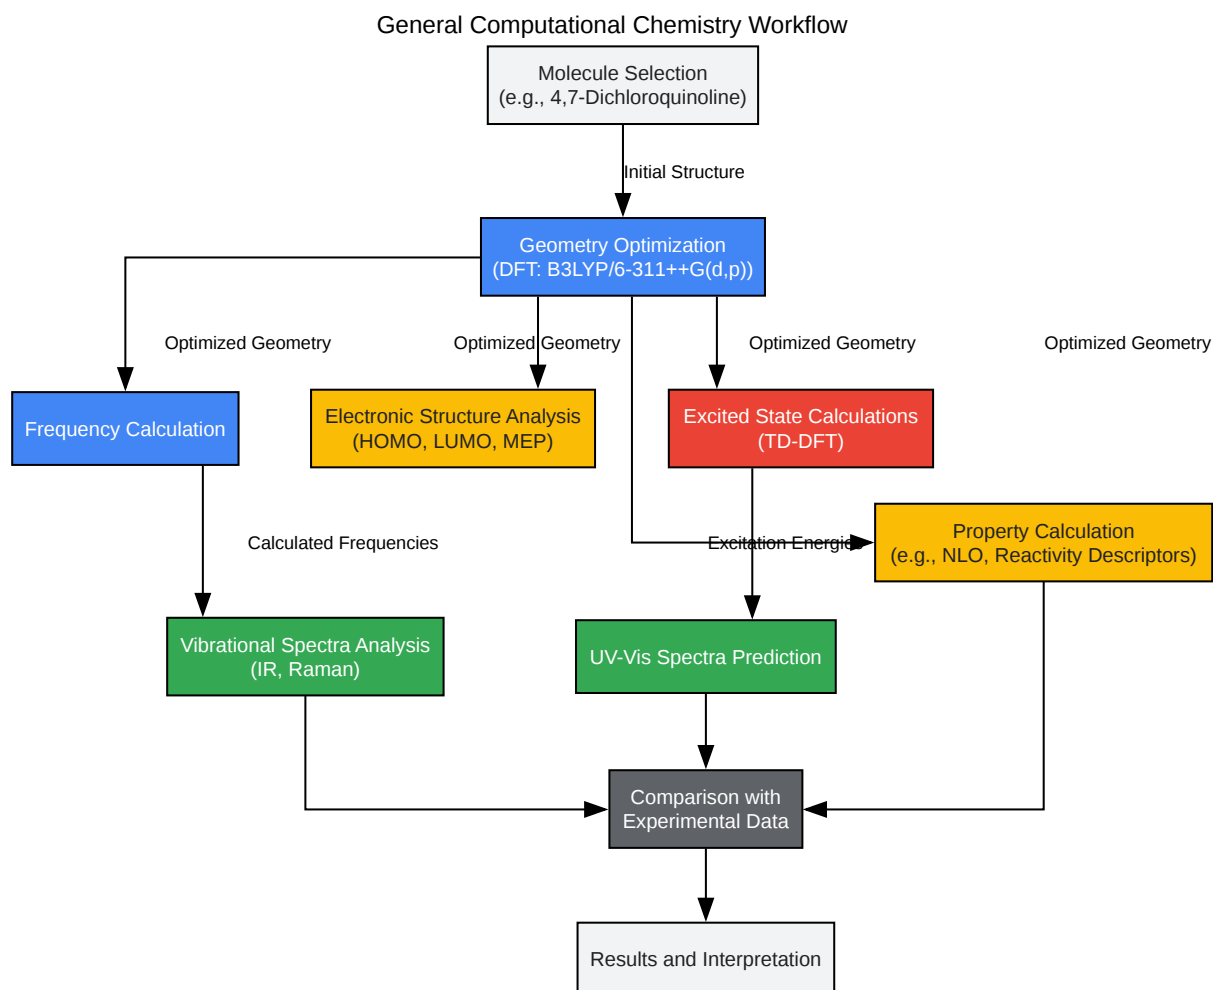 General Computational Chemistry Workflow
Molecule Selection
(e.g., 4,7-Dichloroquinoline)
Initial Structure
Geometry Optimization
(DFT: B3LYP/6-311++G(d,p))
Optimized Geometry
Optimized Geometry
Optimized Geometry
Optimized Geometry
Frequency Calculation
Electronic Structure Analysis
(HOMO, LUMO, MEP)
Excited State Calculations
(TD-DFT)
Calculated Frequencies
Excitation Energies
Property Calculation
(e.g., NLO, Reactivity Descriptors)
Vibrational Spectra Analysis
(IR, Raman)
UV-Vis Spectra Prediction
Comparison with
Experimental Data
Results and Interpretation